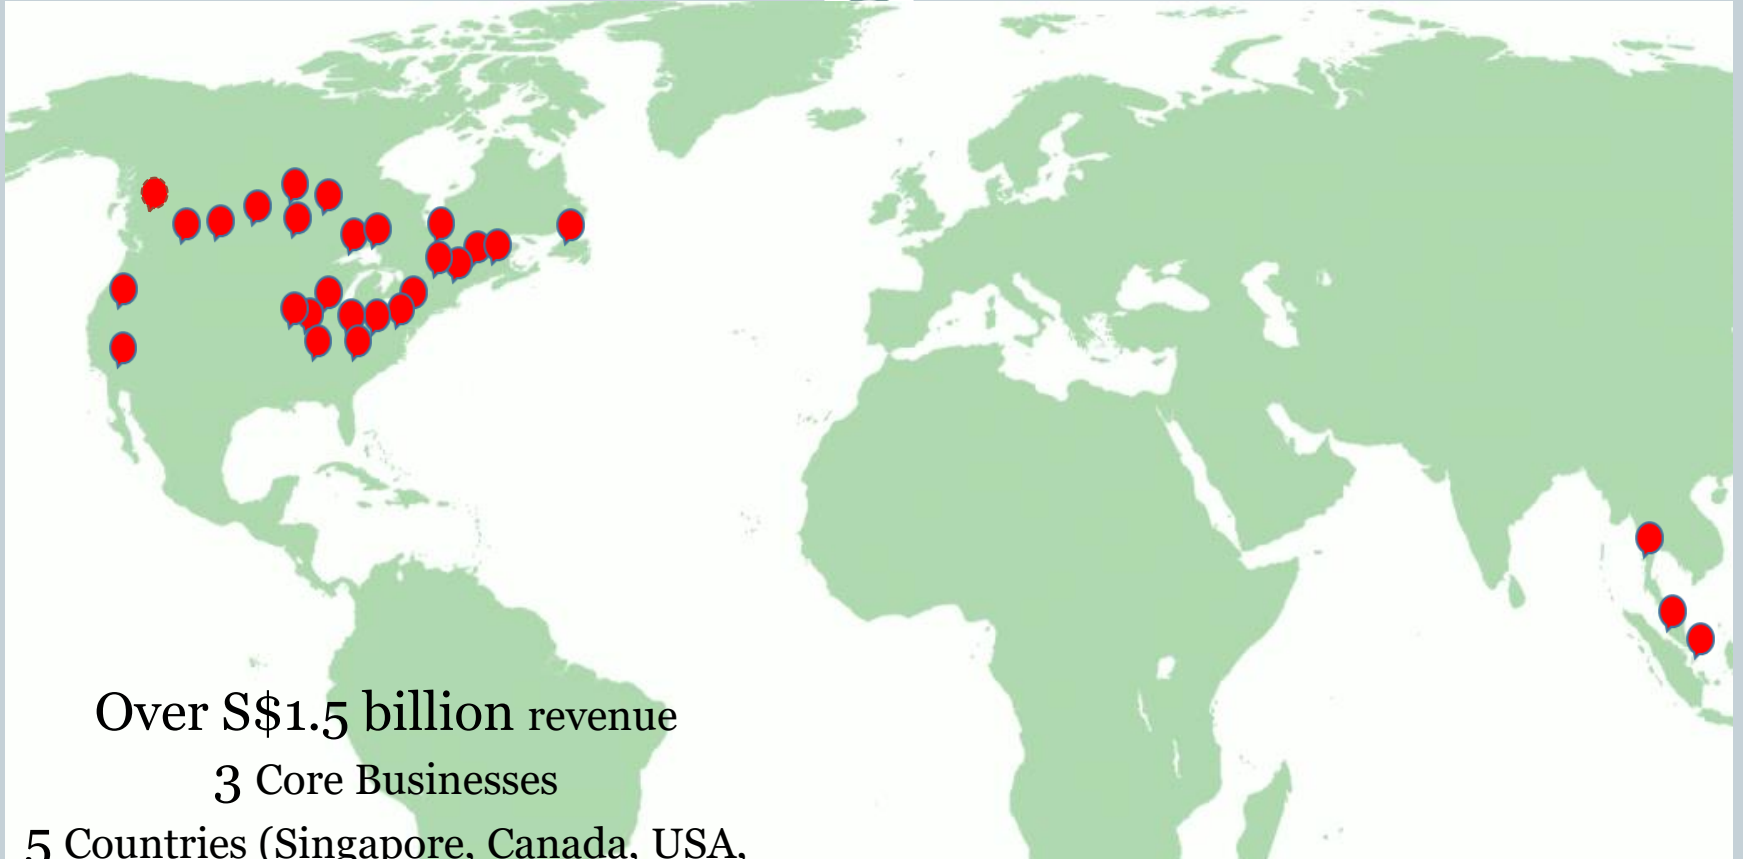 Over S$1.5 billion revenue
3 Core Businesses
5 Countries (Singapore, Canada, USA,